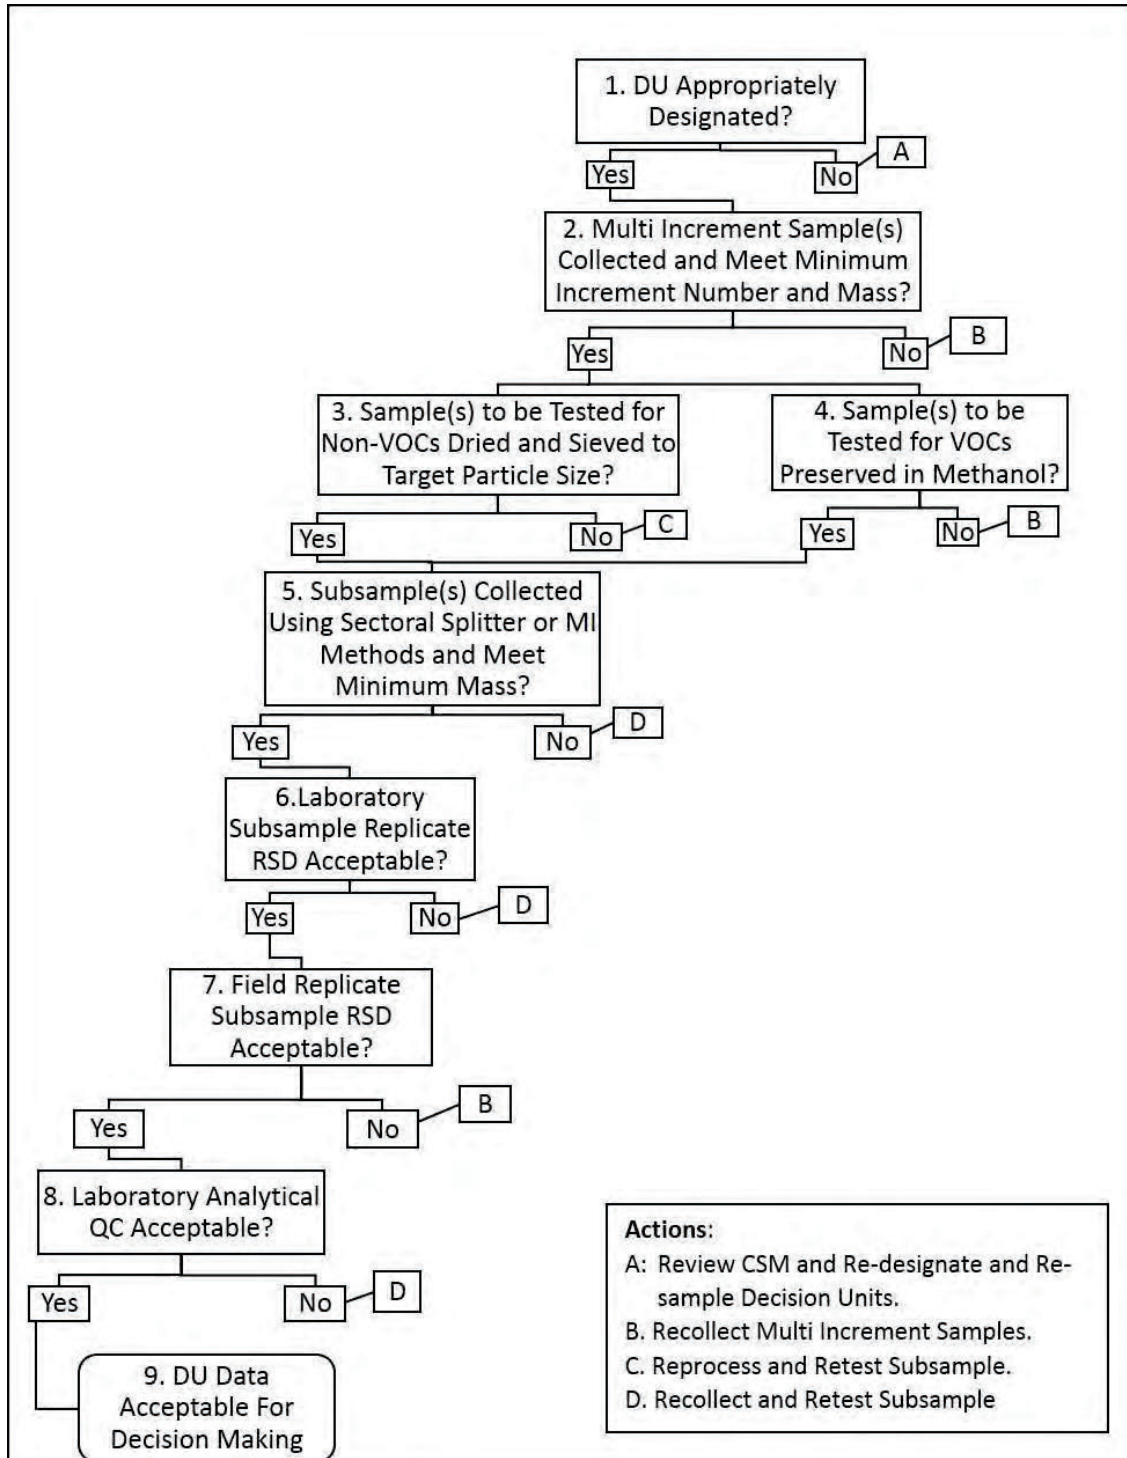 1. DU Appropriately
Designated?
A
Yes
No
2. Multi Increment Sample(s)
Collected and Meet Minimum
Increment Number and Mass?
B
Yes
No
3. Sample(s) to be Tested for
Non-VOCs Dried and Sieved to
Target Particle Size?
4. Sample(s) to be
Tested for VOCs
Preserved in Methanol?
Yes
No
C
Yes
No
B
5. Subsample(s) Collected
Using Sectoral Splitter or MI
Methods and Meet
Minimum Mass?
Yes
No
D
6.Laboratory
Subsample Replicate
RSD Acceptable?
Yes
No
D
7. Field Replicate
Subsample RSD
Acceptable?
Yes
No
B
8. Laboratory Analytical
QC Acceptable?
Yes
No
D
9. DU Data
Acceptable For
Decision Making
Actions:
A: Review CSM and Re-designate and Re-
sample Decision Units.
B. Recollect Multi Increment Samples.
C. Reprocess and Retest Subsample.
D. Recollect and Retest Subsample